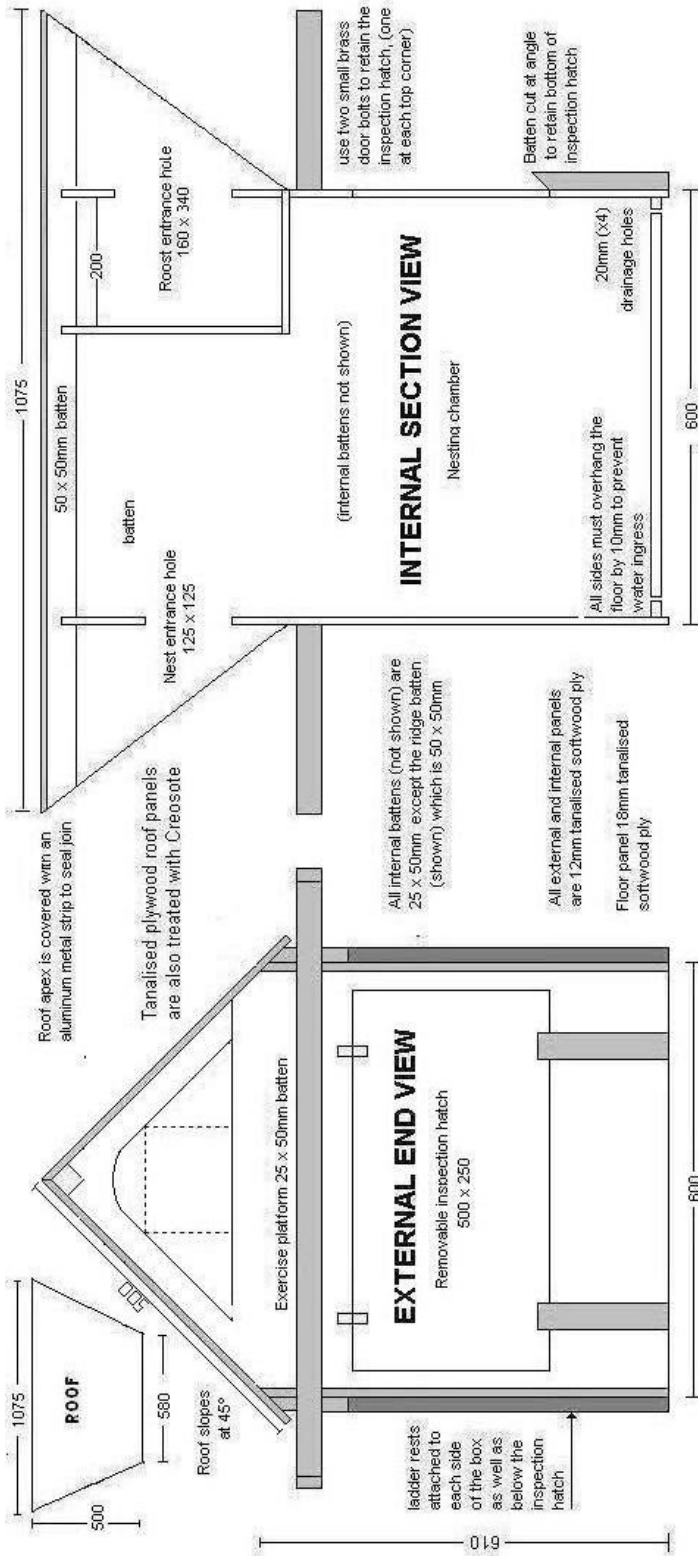 1075
500
ROOF
580
Roof slopes
at 45°
500
Roof apex is covered with an
aluminum metal strip to seal join
Tanalised plywood roof panels
are also treated with Creosote
Exercise platform 25 x 50mm batten
EXTERNAL END VIEW
Removable inspection hatch
500 x 250
ladder rests
attached to
each side
of the box
as well as
below the
inspection
hatch
610
600
All internal battens (not shown) are
25 x 50mm except the ridge batten
(shown) which is 50 x 50mm
All external and internal panels
are 12mm tanalised softwood ply
Floor panel 18mm tanalised
softwood ply
1075
50 x 50mm batten
batten
200
Nest entrance hole
125 x 125
Roost entrance hole
160 x 340
(internal battens not shown)
INTERNAL SECTION VIEW
Nesting chamber
use two small brass
door bolts to retain the
inspection hatch, (one
at each top corner)
Batten cut at angle
to retain bottom of
inspection hatch
All sides must overhang the
floor by 10mm to prevent
water ingress
20mm (x4)
drainage holes
600